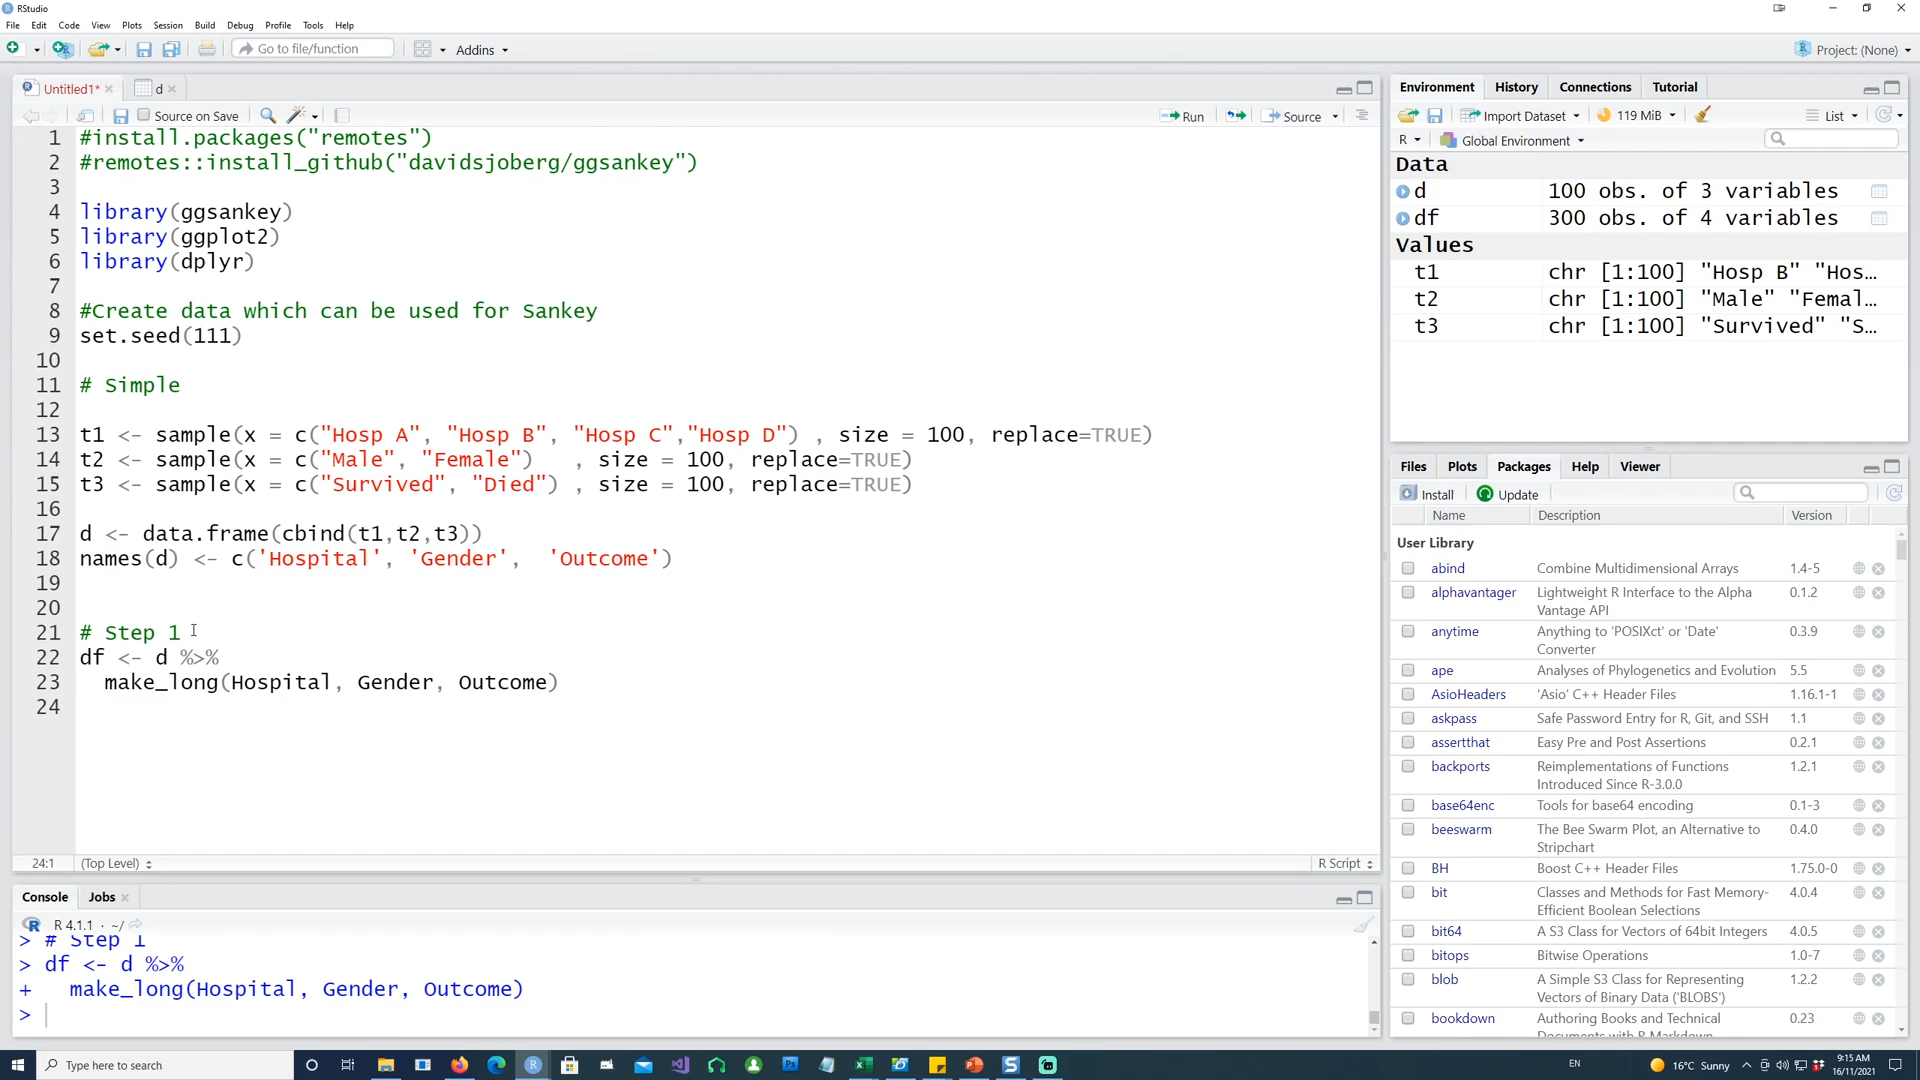 RStudio
File Edit Code View Plots Session Build Debug Profile Tools Help
Go to file/function Addins Project: (None)
Untitled1* d
Source on Save Run Source
1 #install.packages("remotes")
2 #remotes::install_github("davidsjoberg/ggsankey")
3
4 library(ggsankey)
5 library(ggplot2)
6 library(dplyr)
7
8 #Create data which can be used for Sankey
9 set.seed(111)
10
11 # Simple
12
13 t1 <- sample(x = c("Hosp A", "Hosp B", "Hosp C","Hosp D") , size = 100, replace=TRUE)
14 t2 <- sample(x = c("Male", "Female")   , size = 100, replace=TRUE)
15 t3 <- sample(x = c("Survived", "Died") , size = 100, replace=TRUE)
16
17 d <- data.frame(cbind(t1,t2,t3))
18 names(d) <- c('Hospital', 'Gender',  'Outcome')
19
20
21 # Step 1
22 df <- d %>%
23   make_long(Hospital, Gender, Outcome)
24
24:1 (Top Level) R Script
Console Jobs
R 4.1.1 · ~/
> # Step 1
> df <- d %>%
+   make_long(Hospital, Gender, Outcome)
>
Environment History Connections Tutorial
Import Dataset 119 MiB List
R Global Environment
Data
d 100 obs. of 3 variables
df 300 obs. of 4 variables
Values
t1 chr [1:100] "Hosp B" "Hos…
t2 chr [1:100] "Male" "Femal…
t3 chr [1:100] "Survived" "S…
Files Plots Packages Help Viewer
Install Update
Name Description Version
User Library
abind Combine Multidimensional Arrays 1.4-5
alphavantager Lightweight R Interface to the Alpha Vantage API 0.1.2
anytime Anything to 'POSIXct' or 'Date' Converter 0.3.9
ape Analyses of Phylogenetics and Evolution 5.5
AsioHeaders 'Asio' C++ Header Files 1.16.1-1
askpass Safe Password Entry for R, Git, and SSH 1.1
assertthat Easy Pre and Post Assertions 0.2.1
backports Reimplementations of Functions Introduced Since R-3.0.0 1.2.1
base64enc Tools for base64 encoding 0.1-3
beeswarm The Bee Swarm Plot, an Alternative to Stripchart 0.4.0
BH Boost C++ Header Files 1.75.0-0
bit Classes and Methods for Fast Memory-Efficient Boolean Selections 4.0.4
bit64 A S3 Class for Vectors of 64bit Integers 4.0.5
bitops Bitwise Operations 1.0-7
blob A Simple S3 Class for Representing Vectors of Binary Data ('BLOBS') 1.2.2
bookdown Authoring Books and Technical Documents with R Markdown 0.23
Type here to search
EN 16°C Sunny 9:15 AM
16/11/2021